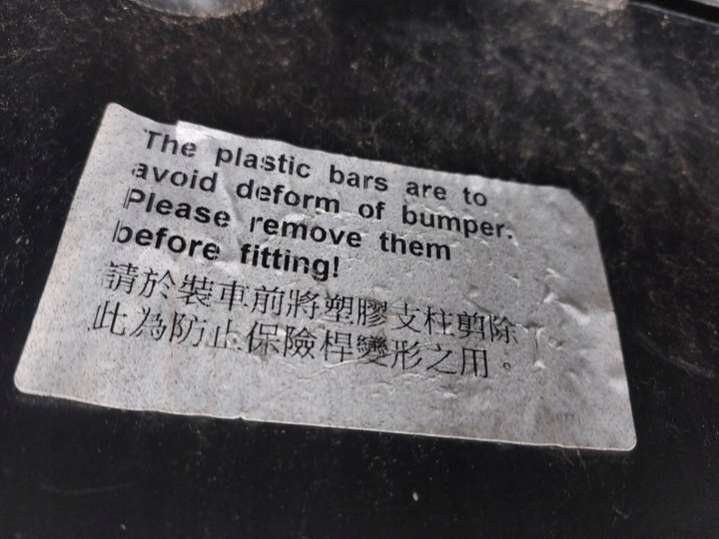 The plastic bars are to
avoid deform of bumper.
Please remove them
before fitting!
請於裝車前將塑膠支柱剪除
此為防止保險桿變形之用。